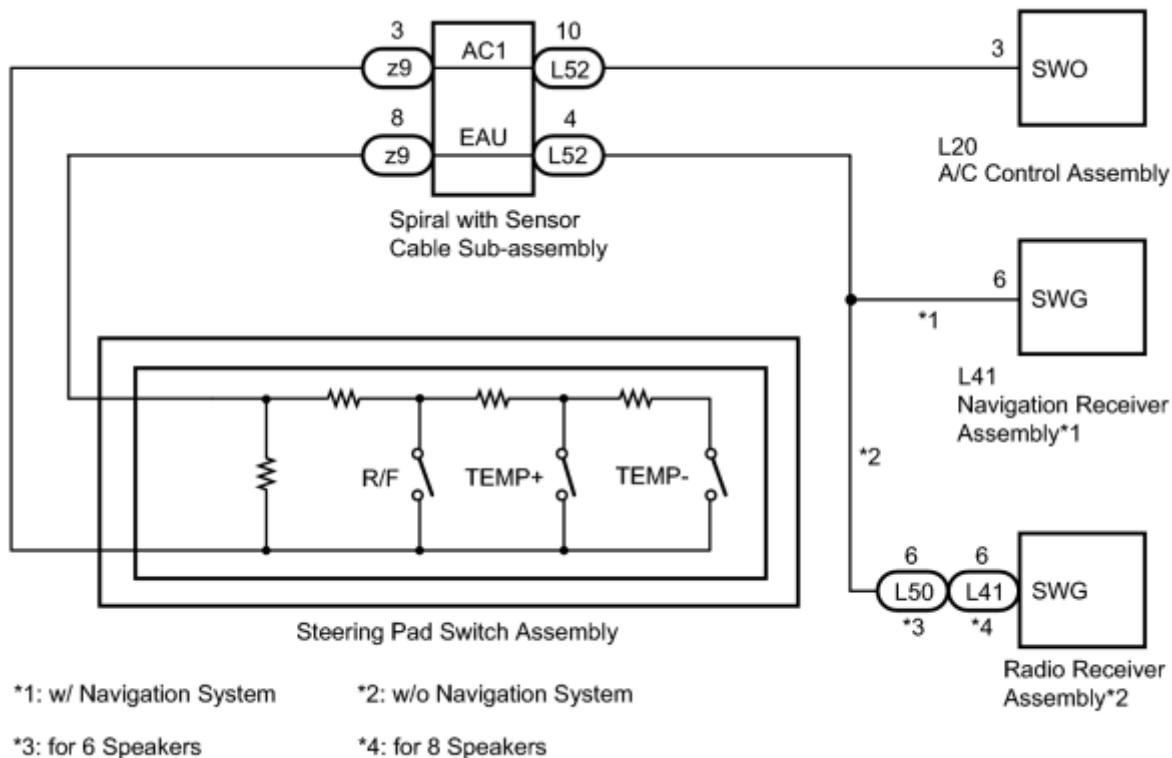 3
10
AC1
z9
L52
3
SWO
8
4
EAU
z9
L52
L20
A/C Control Assembly
Spiral with Sensor
Cable Sub-assembly
6
SWG
*1
L41
Navigation Receiver
Assembly*1
*2
R/F
TEMP+
TEMP-
6
6
L50
L41
SWG
*3
*4
Steering Pad Switch Assembly
Radio Receiver
Assembly*2
*1: w/ Navigation System
*2: w/o Navigation System
*3: for 6 Speakers
*4: for 8 Speakers